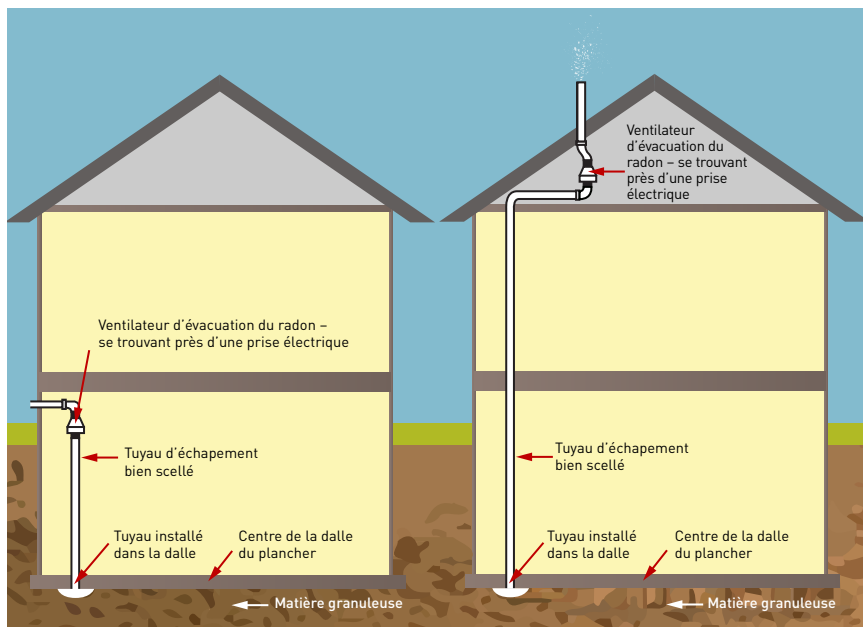 Ventilateur d'évacuation du radon –
se trouvant près d'une prise électrique
Tuyau d'échapement
bien scellé
Tuyau installé
dans la dalle
Centre de la dalle
du plancher
Matière granuleuse
Ventilateur
d'évacuation du
radon – se trouvant
près d'une prise
électrique
Tuyau d'échapement
bien scellé
Tuyau installé
dans la dalle
Centre de la dalle
du plancher
Matière granuleuse